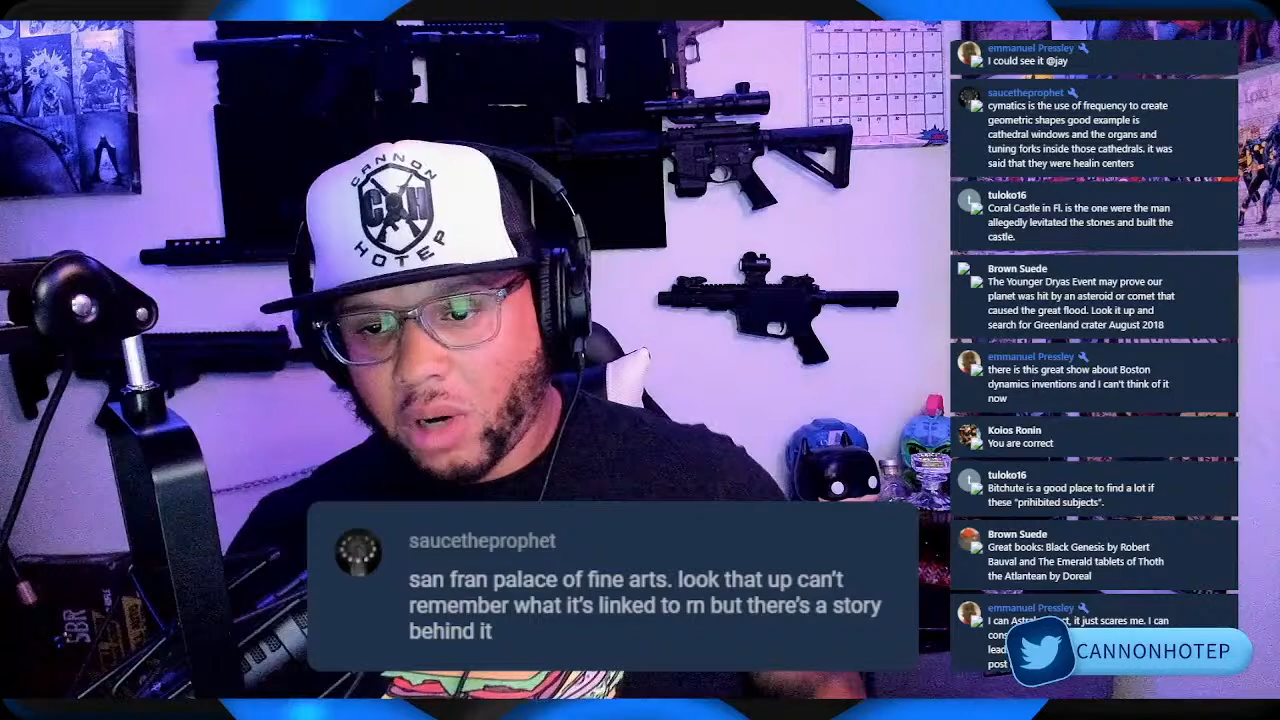 CANNON
CH
HOTEP
SBR
saucetheprophet
san fran palace of fine arts. look that up can't
remember what it's linked to rn but there's a story
behind it
emmanuel Pressley
I could see it @jay
saucetheprophet
cymatics is the use of frequency to create
geometric shapes good example is
cathedral windows and the organs and
tuning forks inside those cathedrals. it was
said that they were healin centers
tuloko16
Coral Castle in Fl. is the one were the man
allegedly levitated the stones and built the
castle.
Brown Suede
The Younger Dryas Event may prove our
planet was hit by an asteroid or comet that
caused the great flood. Look it up and
search for Greenland crater August 2018
emmanuel Pressley
there is this great show about Boston
dynamics inventions and I can't think of it
now
Koios Ronin
You are correct
tuloko16
Bitchute is a good place to find a lot if
these "prihibited subjects".
Brown Suede
Great books: Black Genesis by Robert
Bauval and The Emerald tablets of Thoth
the Atlantean by Doreal
emmanuel Pressley
I can Astral ct, it just scares me. I can
cons
lead
post
CANNONHOTEP